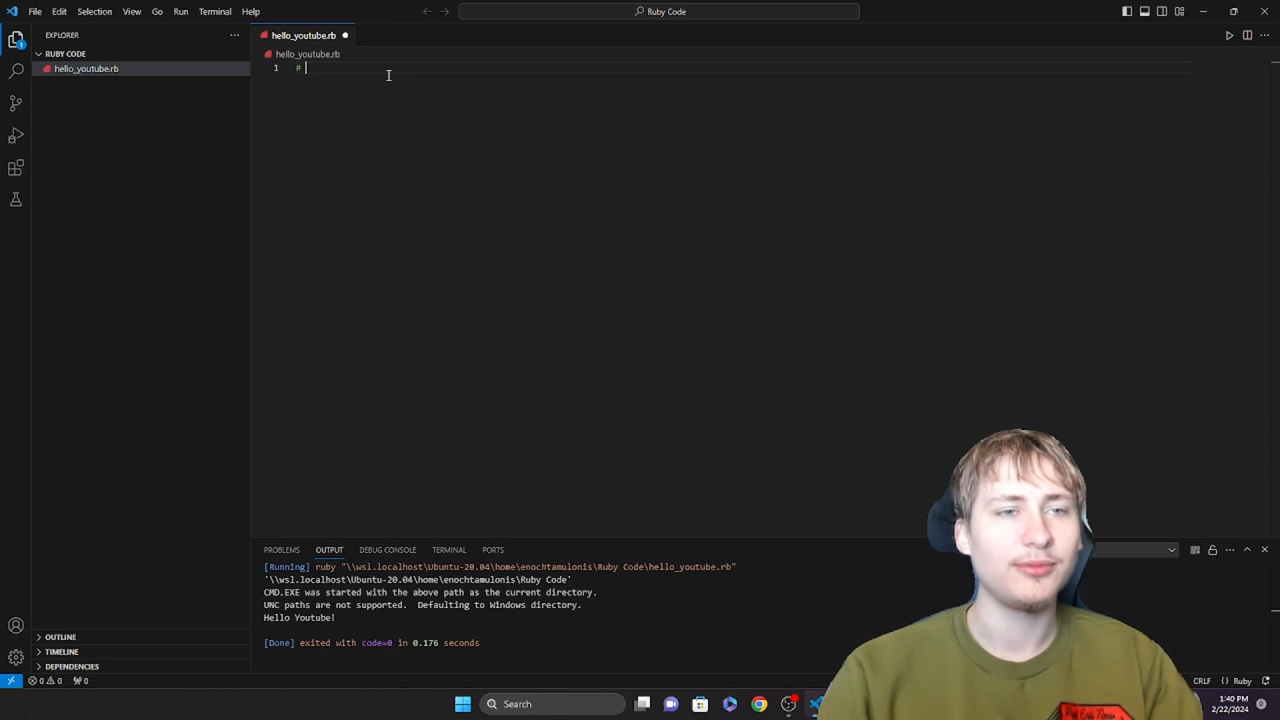 File Edit Selection View Go Run Terminal Help
Ruby Code
EXPLORER
RUBY CODE
hello_youtube.rb
hello_youtube.rb
hello_youtube.rb
1 #
PROBLEMS OUTPUT DEBUG CONSOLE TERMINAL PORTS
[Running] ruby "\\wsl.localhost\Ubuntu-20.04\home\enochtamulonis\Ruby Code\hello_youtube.rb"
'\\wsl.localhost\Ubuntu-20.04\home\enochtamulonis\Ruby Code'
CMD.EXE was started with the above path as the current directory.
UNC paths are not supported.  Defaulting to Windows directory.
Hello Youtube!
[Done] exited with code=0 in 0.176 seconds
OUTLINE
TIMELINE
DEPENDENCIES
0 0 0
CRLF Ruby
Search
1:40 PM
2/22/2024